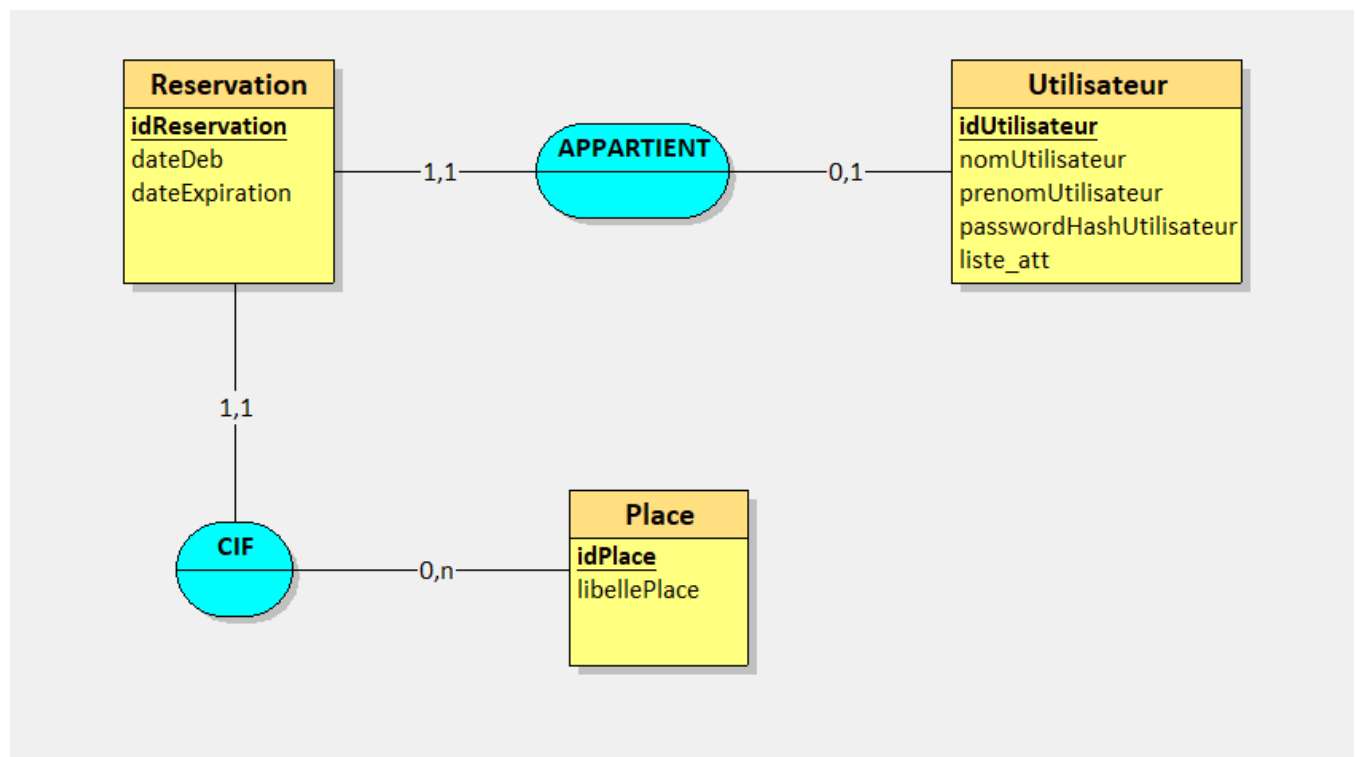 Reservation
idReservation
dateDeb
dateExpiration
1,1
APPARTIENT
0,1
Utilisateur
idUtilisateur
nomUtilisateur
prenomUtilisateur
passwordHashUtilisateur
liste_att
1,1
CIF
0,n
Place
idPlace
libellePlace